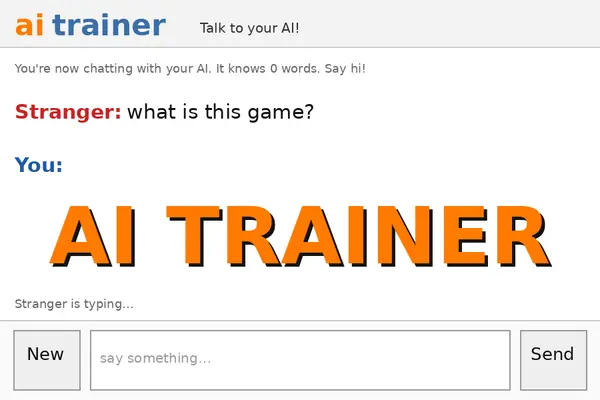 ai trainer Talk to your AI!
You're now chatting with your AI. It knows 0 words. Say hi!
Stranger: what is this game?
You:
AI TRAINER
Stranger is typing...
New say something... Send